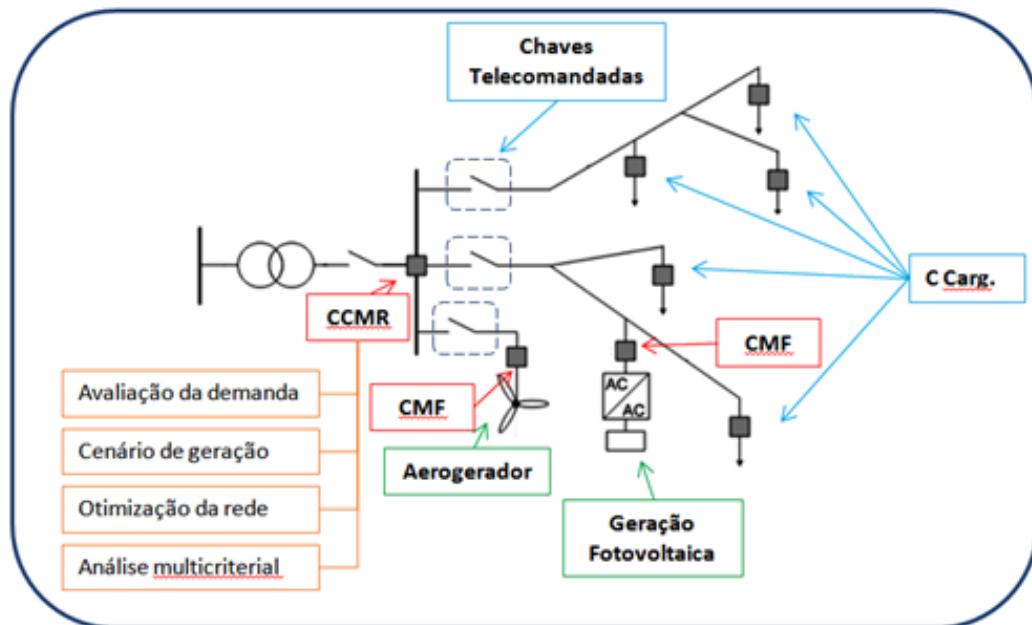 Chaves
Telecomandadas
C Carg.
CCMR
CMF
CMF
AC
AC
Avaliação da demanda
Cenário de geração
Otimização da rede
Análise multicriterial
Aerogerador
Geração
Fotovoltaica